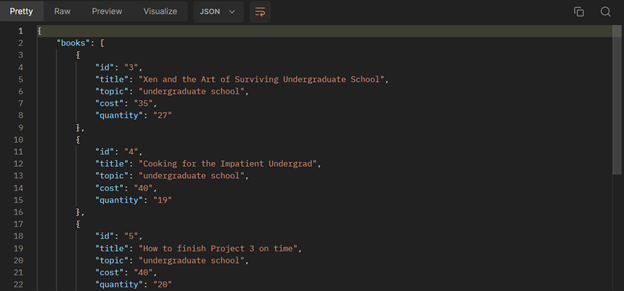 Pretty Raw Preview Visualize JSON
1 {
2 "books": [
3 {
4 "id": "3",
5 "title": "Xen and the Art of Surviving Undergraduate School",
6 "topic": "undergraduate school",
7 "cost": "35",
8 "quantity": "27"
9 },
10 {
11 "id": "4",
12 "title": "Cooking for the Impatient Undergrad",
13 "topic": "undergraduate school",
14 "cost": "40",
15 "quantity": "19"
16 },
17 {
18 "id": "5",
19 "title": "How to finish Project 3 on time",
20 "topic": "undergraduate school",
21 "cost": "40",
22 "quantity": "20"